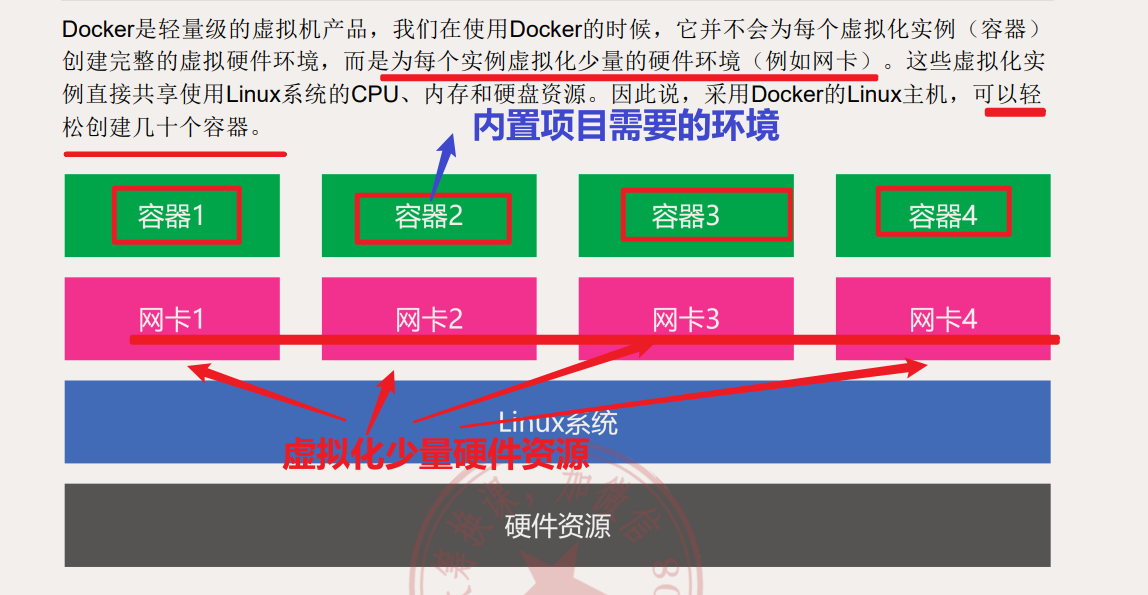 Docker是轻量级的虚拟机产品，我们在使用Docker的时候，它并不会为每个虚拟化实例（容器）
创建完整的虚拟硬件环境，而是为每个实例虚拟化少量的硬件环境（例如网卡）。这些虚拟化实
例直接共享使用Linux系统的CPU、内存和硬盘资源。因此说，采用Docker的Linux主机，可以轻
松创建几十个容器。
内置项目需要的环境
容器1
容器2
容器3
容器4
网卡1
网卡2
网卡3
网卡4
Linux系统
虚拟化少量硬件资源
硬件资源
加微信